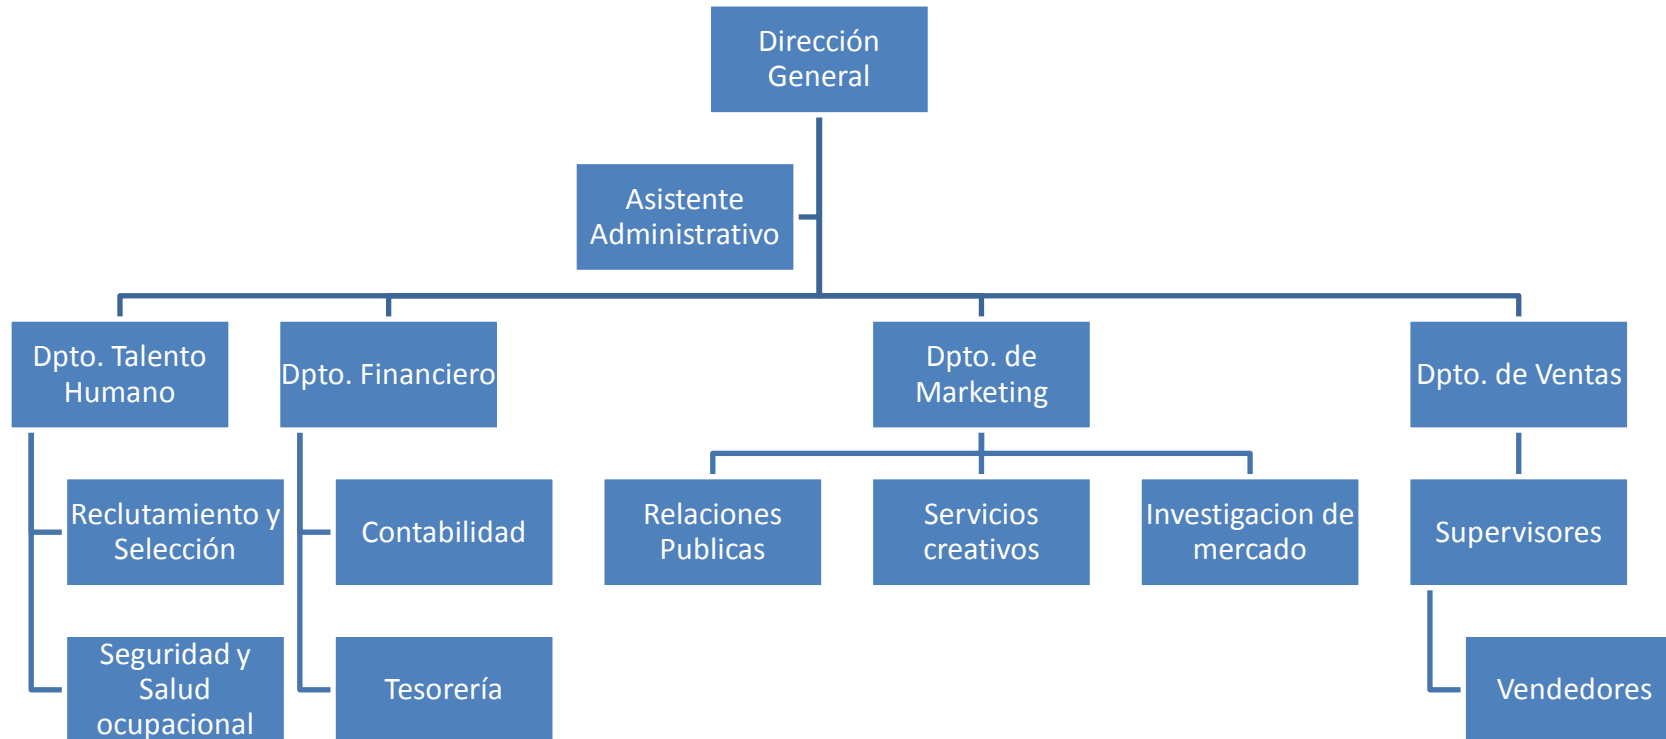 Dirección
General
Asistente
Administrativo
Dpto. Talento
Humano
Dpto. Financiero
Dpto. de
Marketing
Dpto. de Ventas
Reclutamiento y
Selección
Contabilidad
Relaciones
Publicas
Servicios
creativos
Investigacion de
mercado
Supervisores
Seguridad y
Salud
ocupacional
Tesorería
Vendedores